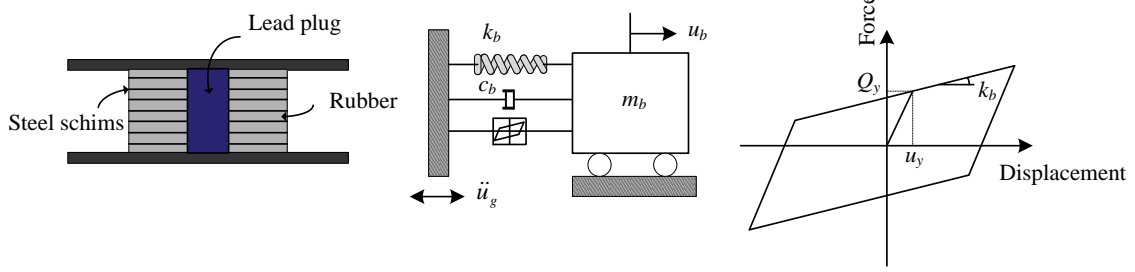 Lead plug
Steel schims
Rubber
k_b
c_b
m_b
u_b
ü_g
Force
Q_y
k_b
u_y
Displacement